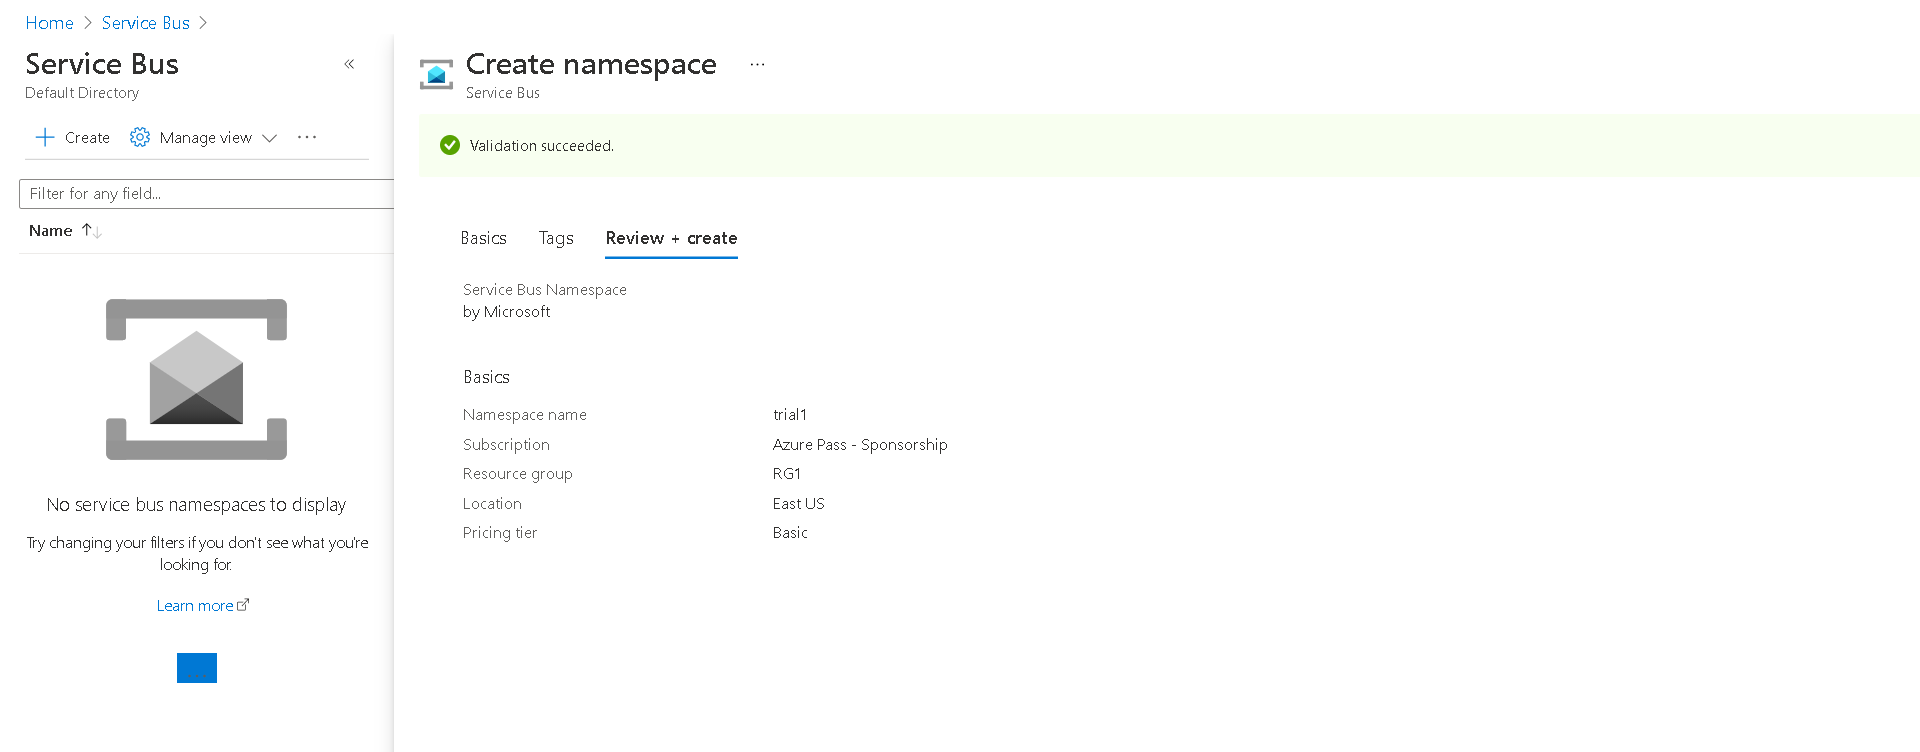 Home > Service Bus >
Service Bus
Default Directory
«
Create
Manage view
...
Filter for any field...
Name ↑↓
No service bus namespaces to display
Try changing your filters if you don't see what you're
looking for.
Learn more
Create namespace ...
Service Bus
Validation succeeded.
Basics Tags Review + create
Service Bus Namespace
by Microsoft
Basics
Namespace name trial1
Subscription Azure Pass - Sponsorship
Resource group RG1
Location East US
Pricing tier Basic